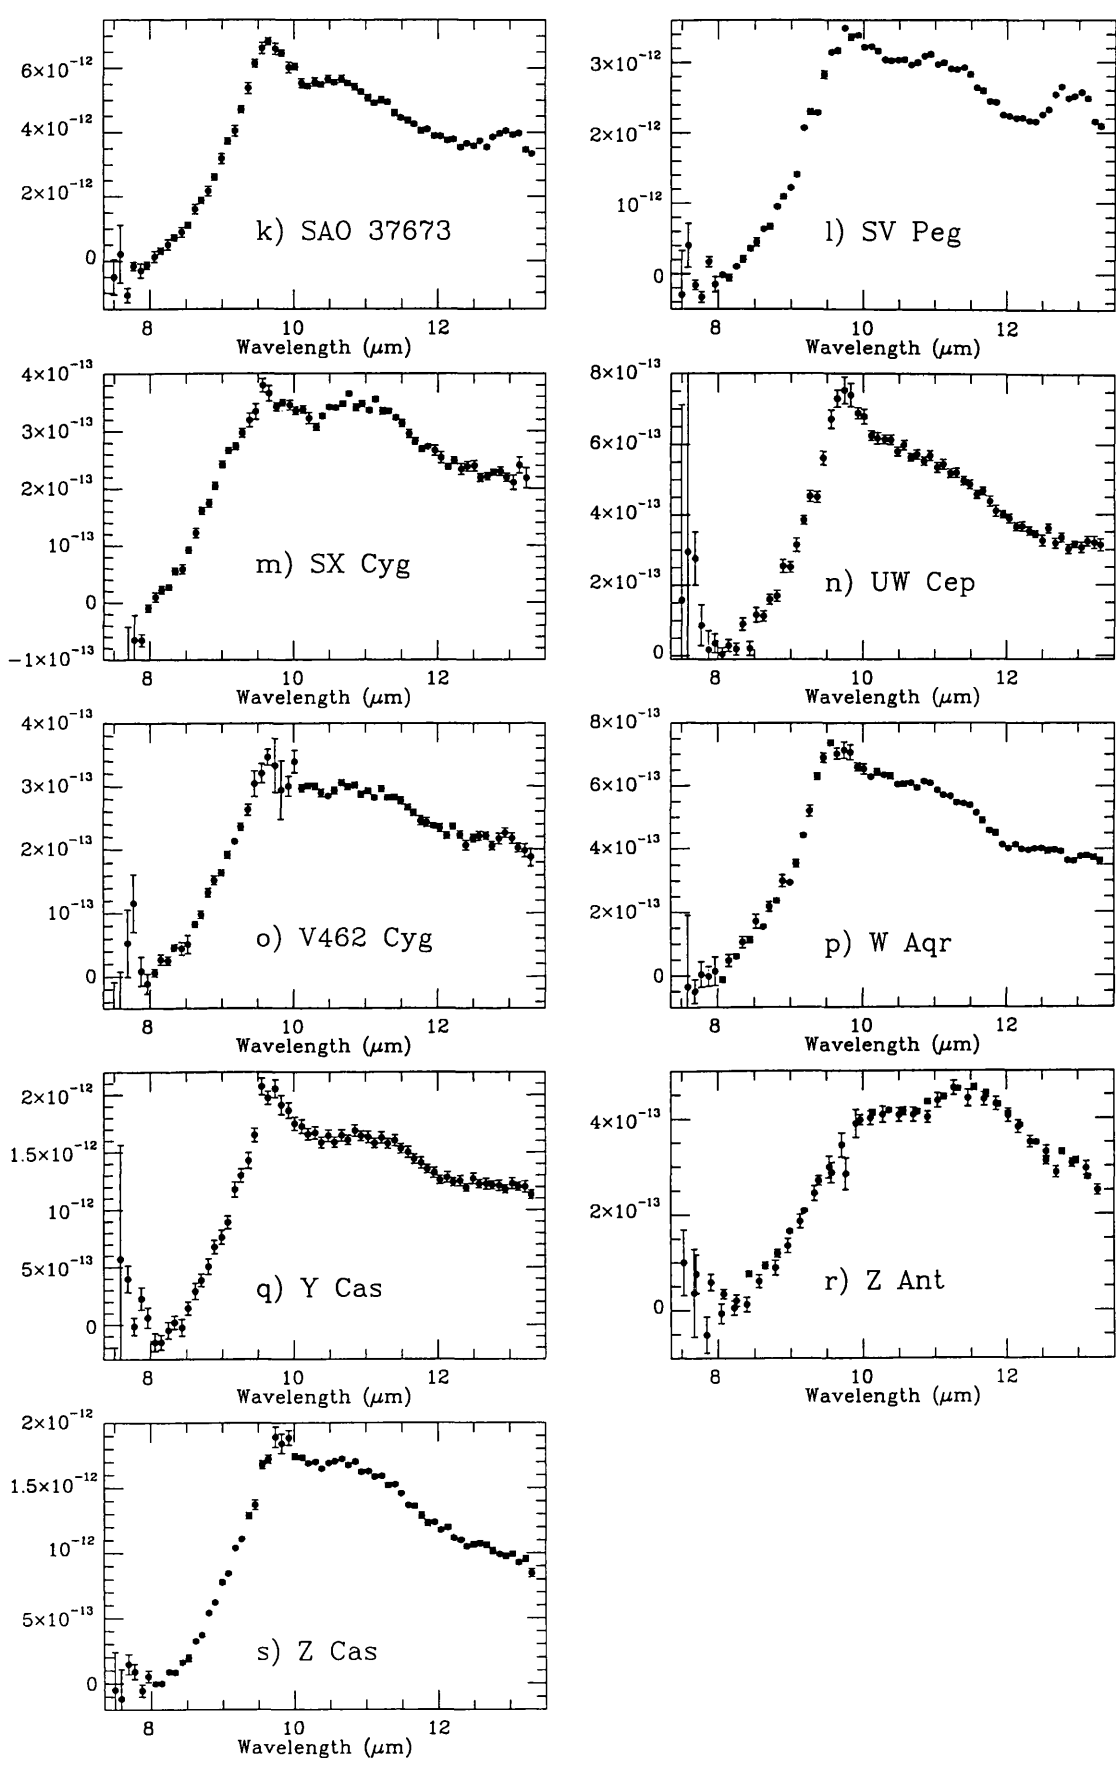 6×10⁻¹²
4×10⁻¹²
2×10⁻¹²
0
k) SAO 37673
8 10 12
Wavelength (μm)
3×10⁻¹²
2×10⁻¹²
10⁻¹²
0
l) SV Peg
8 10 12
Wavelength (μm)
4×10⁻¹³
3×10⁻¹³
2×10⁻¹³
10⁻¹³
0
−1×10⁻¹³
m) SX Cyg
8 10 12
Wavelength (μm)
8×10⁻¹³
6×10⁻¹³
4×10⁻¹³
2×10⁻¹³
0
n) UW Cep
8 10 12
Wavelength (μm)
4×10⁻¹³
3×10⁻¹³
2×10⁻¹³
10⁻¹³
0
o) V462 Cyg
8 10 12
Wavelength (μm)
8×10⁻¹³
6×10⁻¹³
4×10⁻¹³
2×10⁻¹³
0
p) W Aqr
8 10 12
Wavelength (μm)
2×10⁻¹²
1.5×10⁻¹²
10⁻¹²
5×10⁻¹³
0
q) Y Cas
8 10 12
Wavelength (μm)
4×10⁻¹³
2×10⁻¹³
0
r) Z Ant
8 10 12
Wavelength (μm)
2×10⁻¹²
1.5×10⁻¹²
10⁻¹²
5×10⁻¹³
0
s) Z Cas
8 10 12
Wavelength (μm)